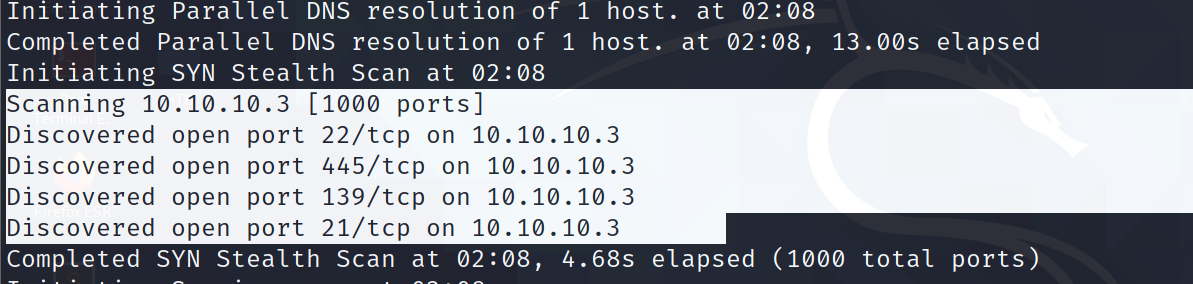 Initiating Parallel DNS resolution of 1 host. at 02:08
Completed Parallel DNS resolution of 1 host. at 02:08, 13.00s elapsed
Initiating SYN Stealth Scan at 02:08
Scanning 10.10.10.3 [1000 ports]
Discovered open port 22/tcp on 10.10.10.3
Discovered open port 445/tcp on 10.10.10.3
Discovered open port 139/tcp on 10.10.10.3
Discovered open port 21/tcp on 10.10.10.3
Completed SYN Stealth Scan at 02:08, 4.68s elapsed (1000 total ports)